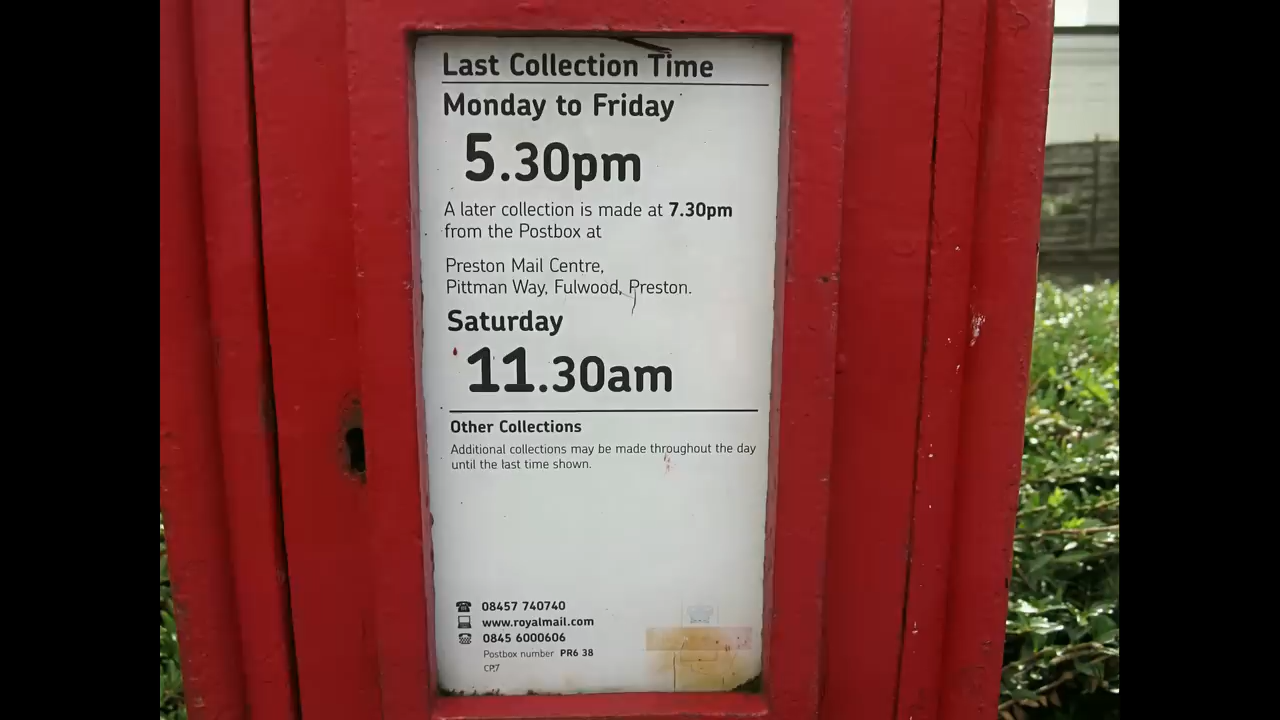 Last Collection Time
Monday to Friday
5.30pm
A later collection is made at 7.30pm
from the Postbox at
Preston Mail Centre,
Pittman Way, Fulwood, Preston.
Saturday
11.30am
Other Collections
Additional collections may be made throughout the day
until the last time shown.
08457 740740
www.royalmail.com
0845 6000606
Postbox number PR6 38
CP7